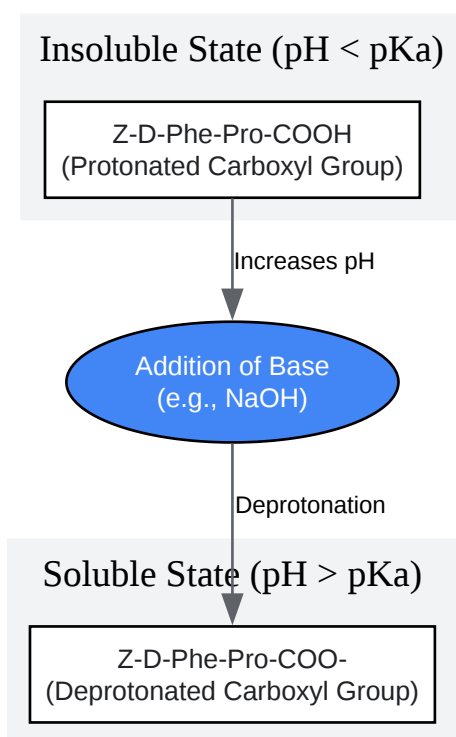 Insoluble State (pH < pKa)
Z-D-Phe-Pro-COOH
(Protonated Carboxyl Group)
Increases pH
Addition of Base
(e.g., NaOH)
Deprotonation
Soluble State (pH > pKa)
Z-D-Phe-Pro-COO-
(Deprotonated Carboxyl Group)